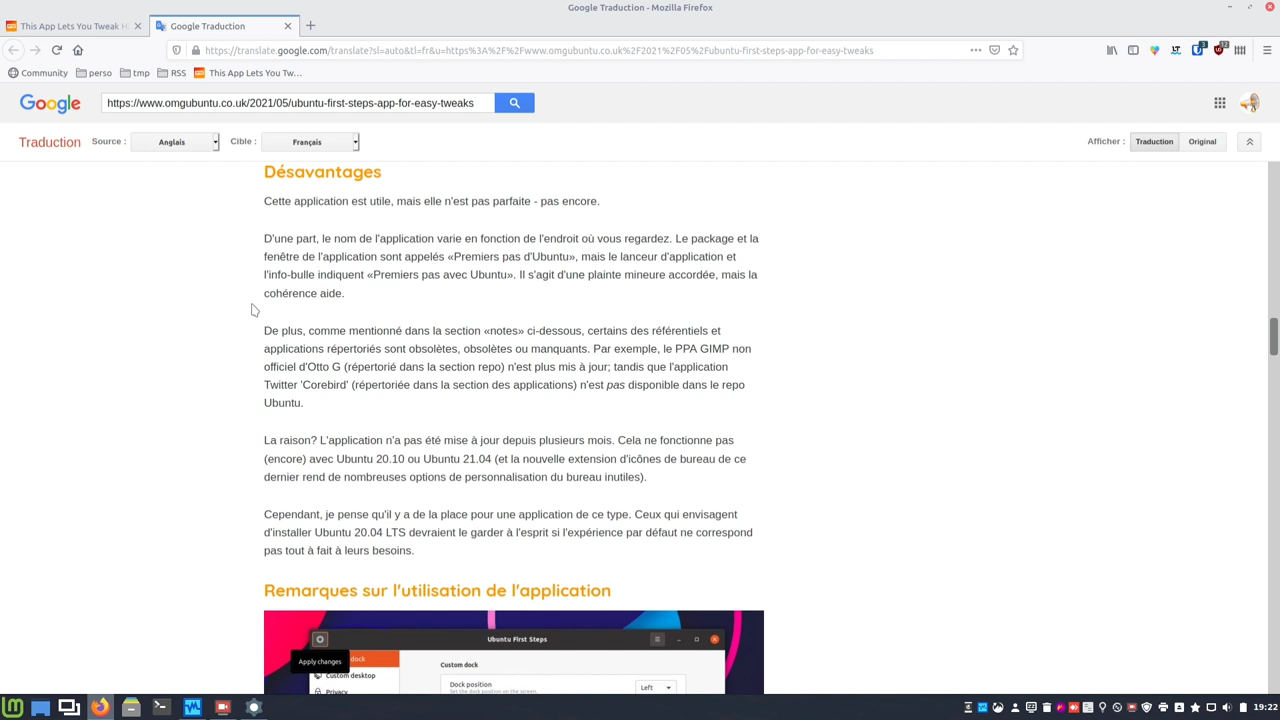 Google Traduction - Mozilla Firefox
This App Lets You Tweak H
Google Traduction
https://translate.google.com/translate?sl=auto&tl=fr&u=https%3A%2F%2Fwww.omgubuntu.co.uk%2F2021%2F05%2Fubuntu-first-steps-app-for-easy-tweaks
Community
perso
tmp
RSS
This App Lets You Tw…
Google
https://www.omgubuntu.co.uk/2021/05/ubuntu-first-steps-app-for-easy-tweaks
Traduction Source : Anglais Cible : Français Afficher : Traduction Original
Désavantages
Cette application est utile, mais elle n'est pas parfaite - pas encore.
D'une part, le nom de l'application varie en fonction de l'endroit où vous regardez. Le package et la
fenêtre de l'application sont appelés «Premiers pas d'Ubuntu», mais le lanceur d'application et
l'info-bulle indiquent «Premiers pas avec Ubuntu». Il s'agit d'une plainte mineure accordée, mais la
cohérence aide.
De plus, comme mentionné dans la section «notes» ci-dessous, certains des référentiels et
applications répertoriés sont obsolètes, obsolètes ou manquants. Par exemple, le PPA GIMP non
officiel d'Otto G (répertorié dans la section repo) n'est plus mis à jour; tandis que l'application
Twitter 'Corebird' (répertoriée dans la section des applications) n'est pas disponible dans le repo
Ubuntu.
La raison? L'application n'a pas été mise à jour depuis plusieurs mois. Cela ne fonctionne pas
(encore) avec Ubuntu 20.10 ou Ubuntu 21.04 (et la nouvelle extension d'icônes de bureau de ce
dernier rend de nombreuses options de personnalisation du bureau inutiles).
Cependant, je pense qu'il y a de la place pour une application de ce type. Ceux qui envisagent
d'installer Ubuntu 20.04 LTS devraient le garder à l'esprit si l'expérience par défaut ne correspond
pas tout à fait à leurs besoins.
Remarques sur l'utilisation de l'application
Ubuntu First Steps
Apply changes
dock
Custom dock
Custom desktop
Dock position
Set the dock position on the screen.
Left
Privacy
19:22